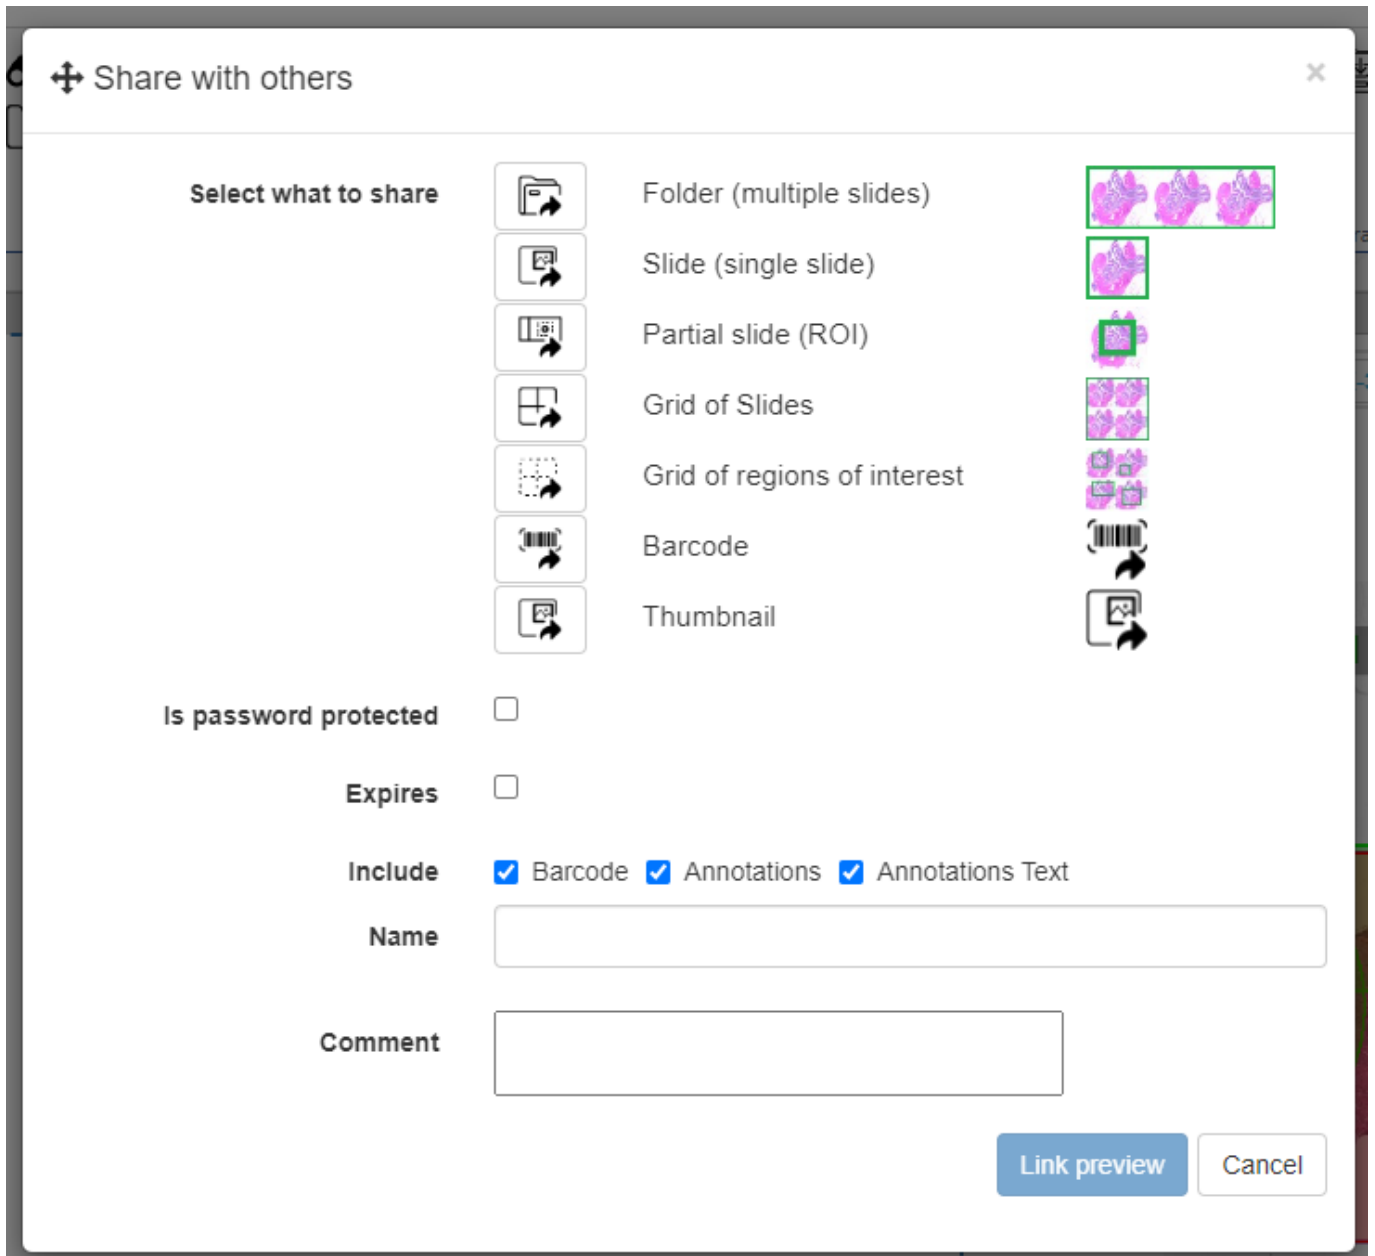 Share with others ×
Select what to share
Folder (multiple slides)
Slide (single slide)
Partial slide (ROI)
Grid of Slides
Grid of regions of interest
Barcode
Thumbnail
Is password protected
Expires
Include Barcode Annotations Annotations Text
Name
Comment
Link preview Cancel